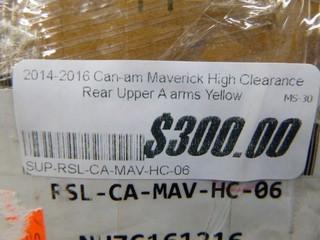 2014-2016 Can-am Maverick High Clearance
Rear Upper A arms Yellow
MS-30
$300.00
SUP-RSL-CA-MAV-HC-06
RSL-CA-MAV-HC-06